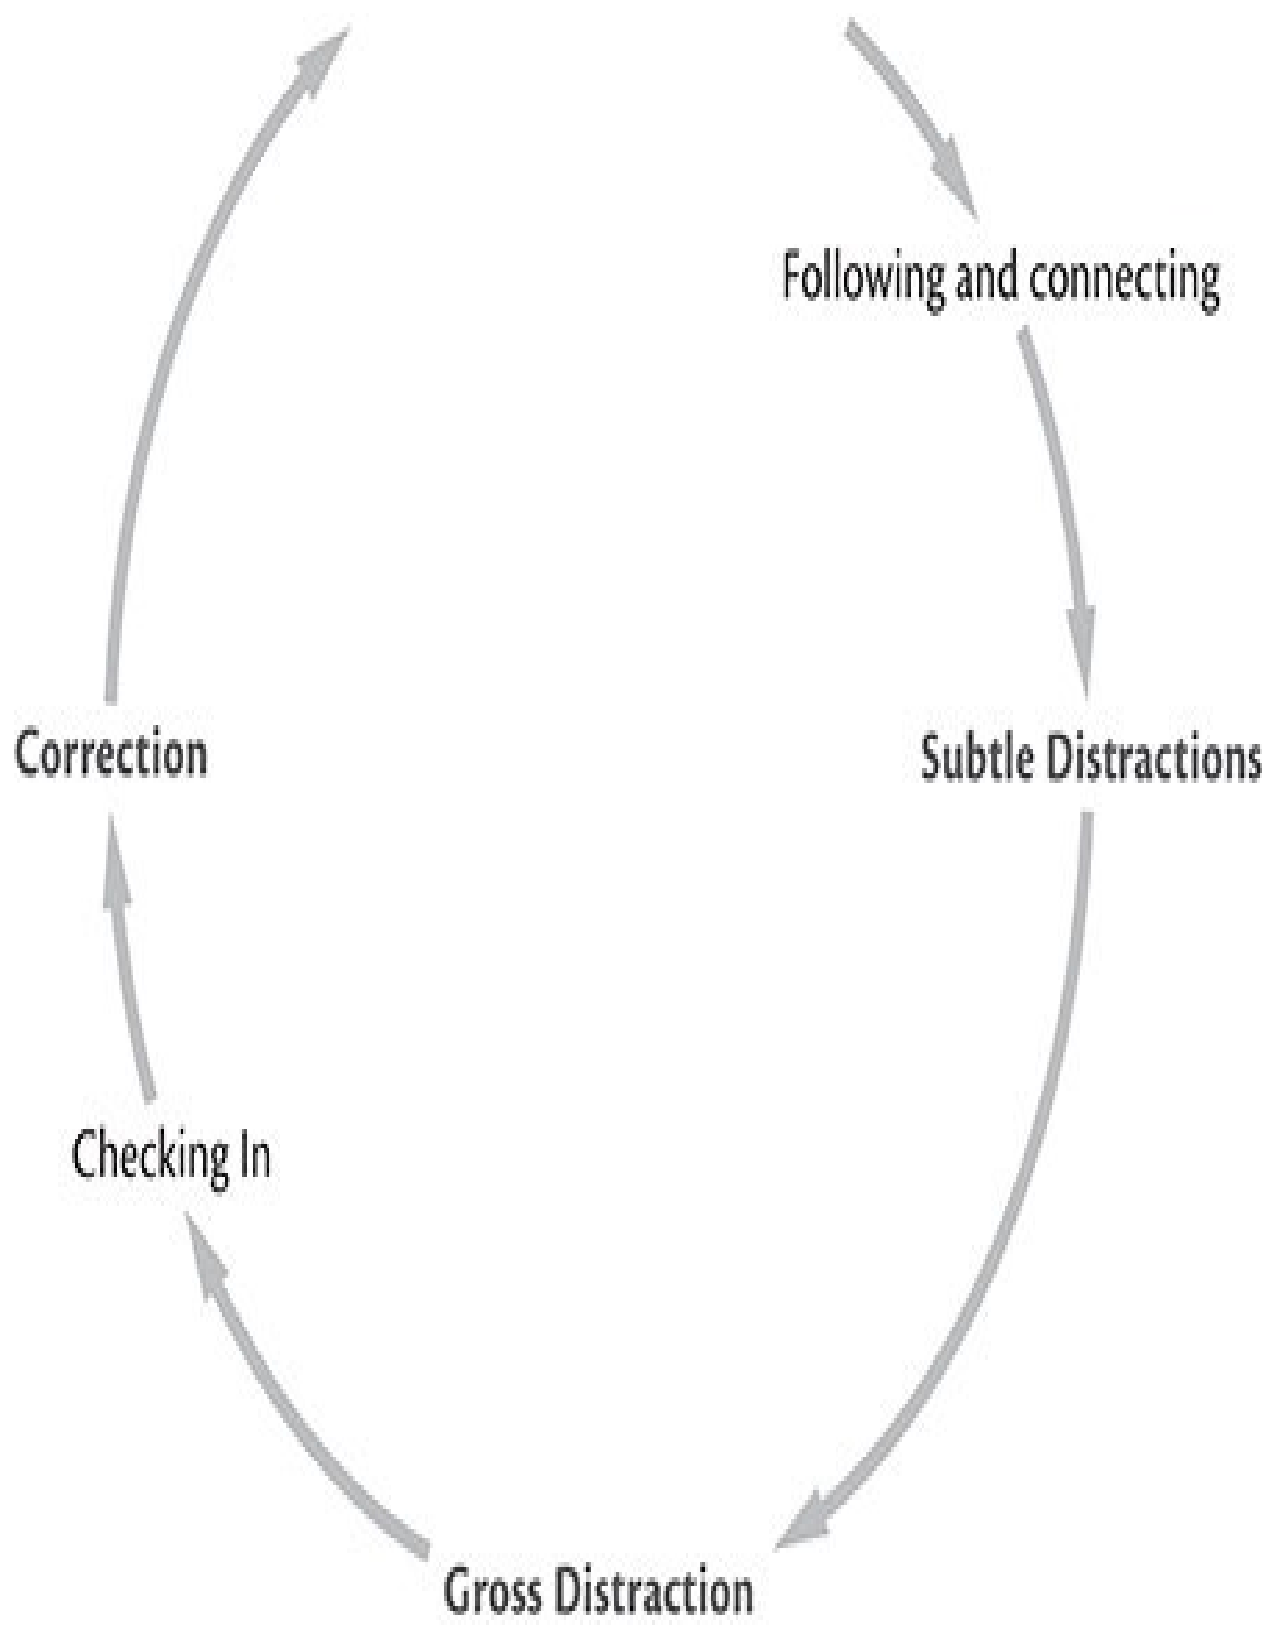 Following and connecting
Subtle Distractions
Gross Distraction
Checking In
Correction